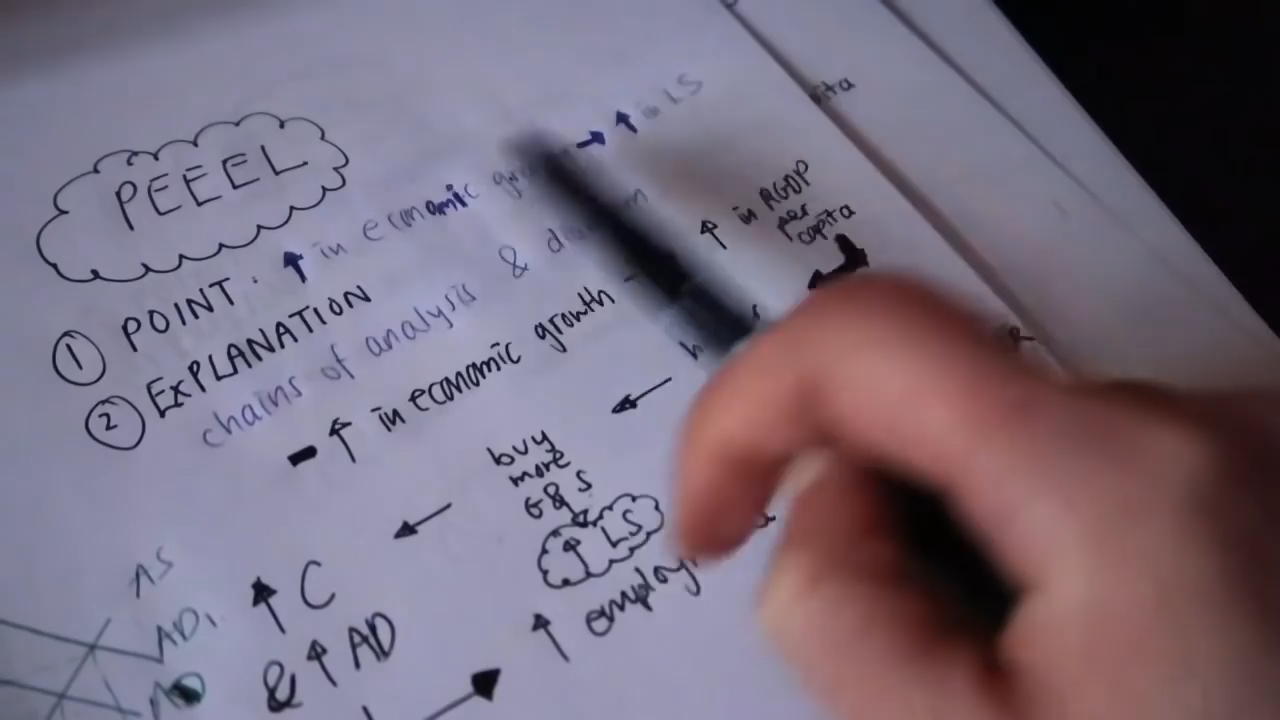 PEEEL
① POINT: ↑ in economic → ↑ in LS
② EXPLANATION
chains of analysis &
- ↑ in economic growth
↑ in RGDP
per
capita
←
buy
more
G&S
↑ LS
←
↑ C
& ↑ AD
↑
AS
AD1
AD